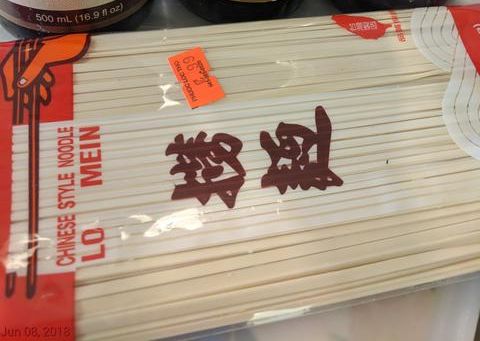 500 mL (16.9 fl oz)
CHINESE STYLE NOODLE
LO MEIN
撈麵
Jun 08, 2018